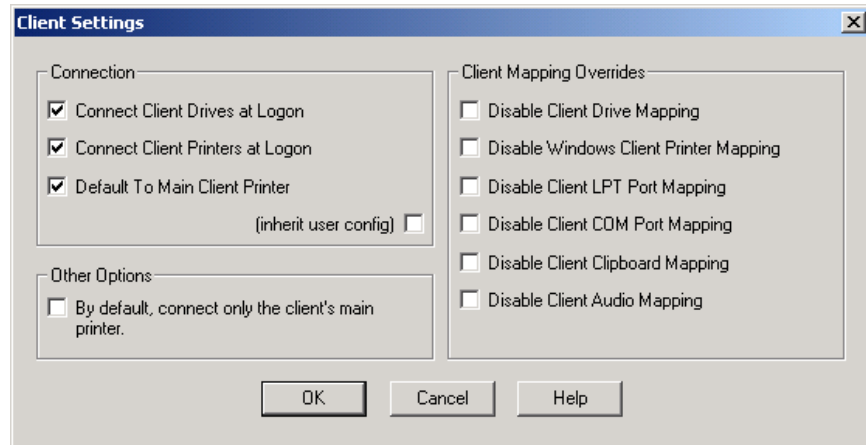 Client Settings
Connection
Connect Client Drives at Logon
Connect Client Printers at Logon
Default To Main Client Printer
(inherit user config)
Other Options
By default, connect only the client's main
printer.
Client Mapping Overrides
Disable Client Drive Mapping
Disable Windows Client Printer Mapping
Disable Client LPT Port Mapping
Disable Client COM Port Mapping
Disable Client Clipboard Mapping
Disable Client Audio Mapping
OK
Cancel
Help